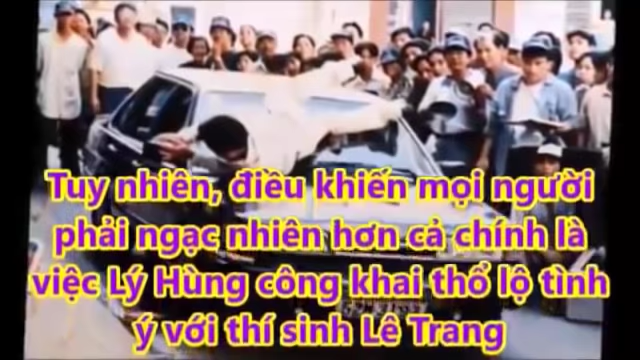 Tuy nhiên, điều khiến mọi người
phải ngạc nhiên hơn cả chính là
việc Lý Hùng công khai thổ lộ tình
ý với thí sinh Lê Trang